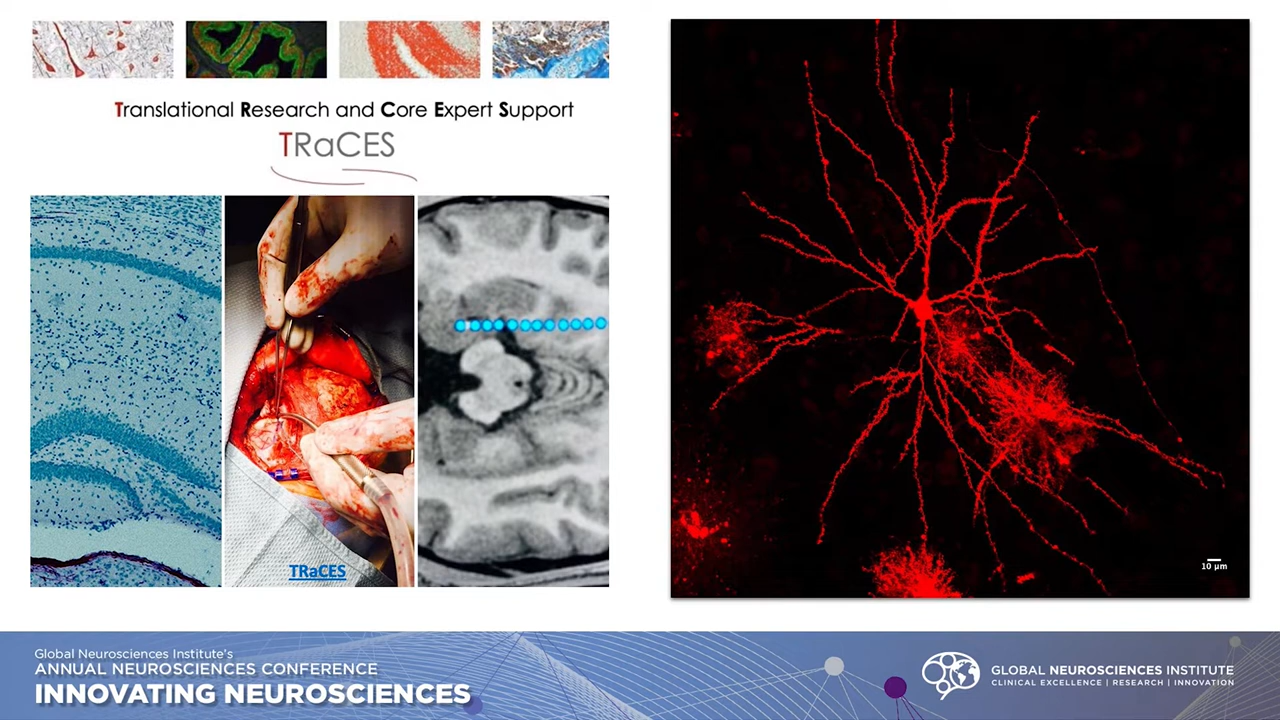 Translational Research and Core Expert Support
TRaCES
TRaCES
10 µm
Global Neurosciences Institute's
ANNUAL NEUROSCIENCES CONFERENCE
INNOVATING NEUROSCIENCES
GLOBAL NEUROSCIENCES INSTITUTE
CLINICAL EXCELLENCE | RESEARCH | INNOVATION